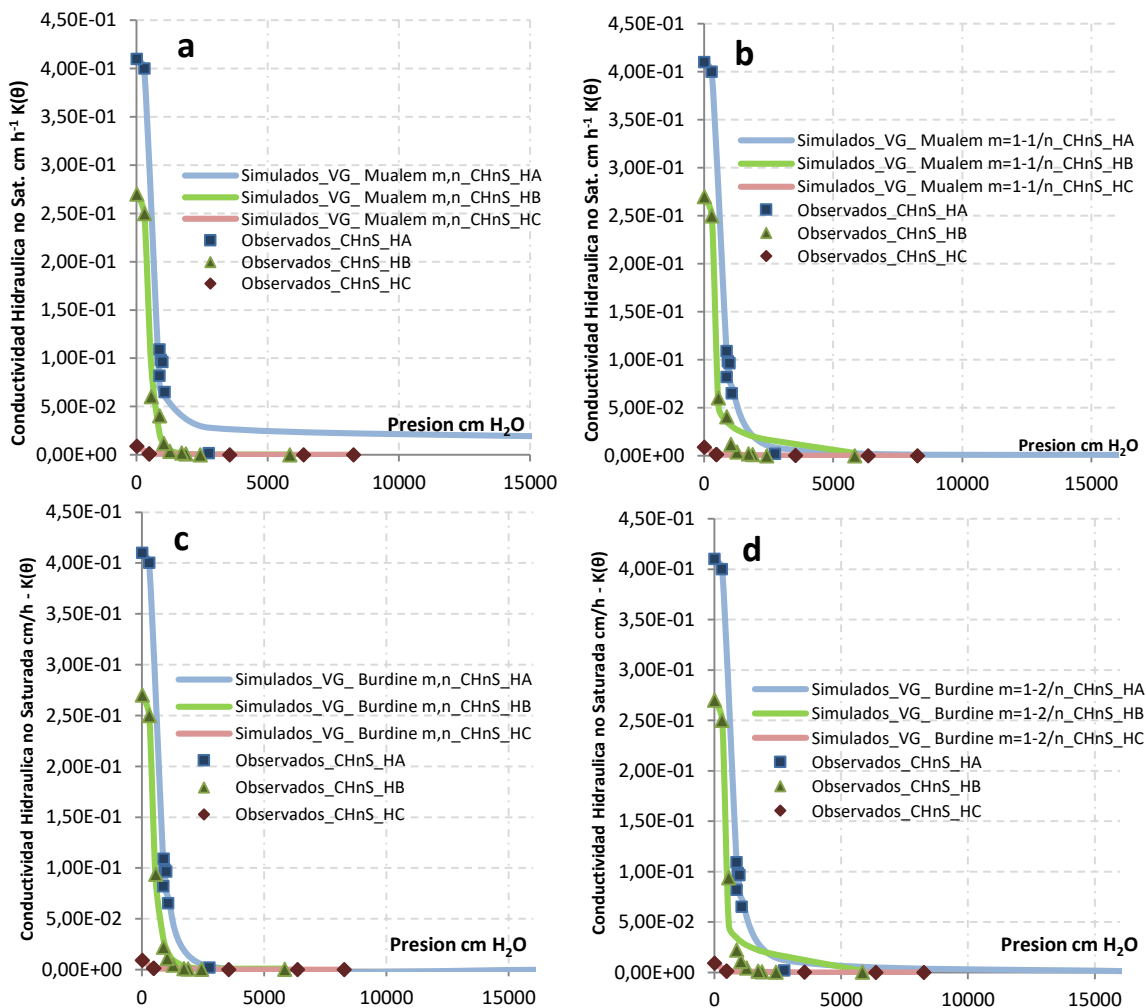 a
Conductividad Hidraulica no Sat. cm h⁻¹ K(θ)
4,50E-01
4,00E-01
3,50E-01
3,00E-01
2,50E-01
2,00E-01
1,50E-01
1,00E-01
5,00E-02
0,00E+00
Simulados_VG_ Mualem m,n_CHnS_HA
Simulados_VG_ Mualem m,n_CHnS_HB
Simulados_VG_ Mualem m,n_CHnS_HC
Observados_CHnS_HA
Observados_CHnS_HB
Observados_CHnS_HC
Presion cm H₂O
0 5000 10000 15000
b
Conductividad Hidraulica no Sat. cm h⁻¹ K(θ)
4,50E-01
4,00E-01
3,50E-01
3,00E-01
2,50E-01
2,00E-01
1,50E-01
1,00E-01
5,00E-02
0,00E+00
Simulados_VG_ Mualem m=1-1/n_CHnS_HA
Simulados_VG_ Mualem m=1-1/n_CHnS_HB
Simulados_VG_ Mualem m=1-1/n_CHnS_HC
Observados_CHnS_HA
Observados_CHnS_HB
Observados_CHnS_HC
Presion cm H₂O
0 5000 10000 15000
c
Conductividad Hidraulica no Saturada cm/h - K(θ)
4,50E-01
4,00E-01
3,50E-01
3,00E-01
2,50E-01
2,00E-01
1,50E-01
1,00E-01
5,00E-02
0,00E+00
Simulados_VG_ Burdine m,n_CHnS_HA
Simulados_VG_ Burdine m,n_CHnS_HB
Simulados_VG_ Burdine m,n_CHnS_HC
Observados_CHnS_HA
Observados_CHnS_HB
Observados_CHnS_HC
Presion cm H₂O
0 5000 10000 15000
d
Conductividad Hidraulica no Saturada cm/h - K(θ)
4,50E-01
4,00E-01
3,50E-01
3,00E-01
2,50E-01
2,00E-01
1,50E-01
1,00E-01
5,00E-02
0,00E+00
Simulados_VG_ Burdine m=1-2/n_CHnS_HA
Simulados_VG_ Burdine m=1-2/n_CHnS_HB
Simulados_VG_ Burdine m=1-2/n_CHnS_HC
Observados_CHnS_HA
Observados_CHnS_HB
Observados_CHnS_HC
Presion cm H₂O
0 5000 10000 15000